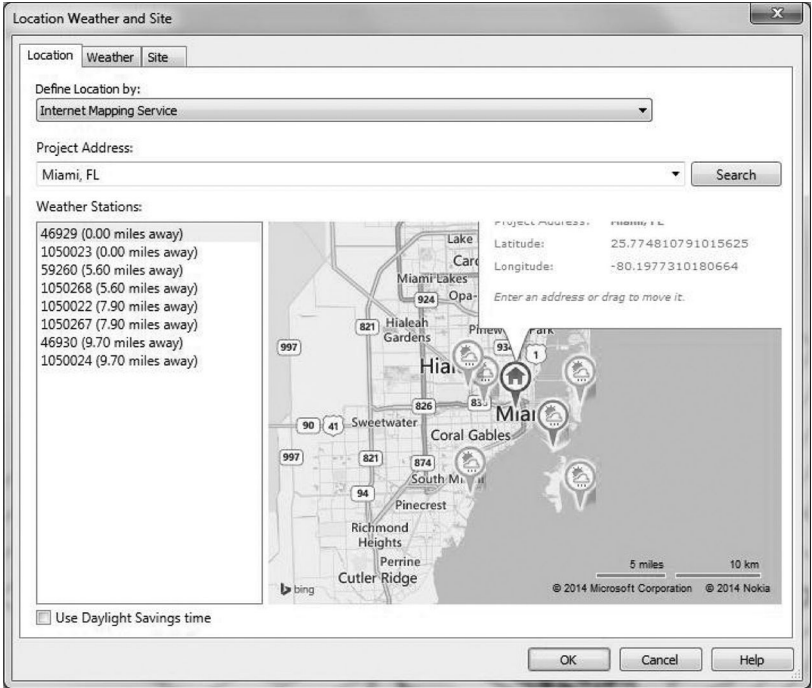 Location Weather and Site
Location Weather Site
Define Location by:
Internet Mapping Service
Project Address:
Miami, FL
Search
Weather Stations:
46929 (0.00 miles away)
1050023 (0.00 miles away)
59260 (5.60 miles away)
1050268 (5.60 miles away)
1050022 (7.90 miles away)
1050267 (7.90 miles away)
46930 (9.70 miles away)
1050024 (9.70 miles away)
Project Address: Miami, FL
Latitude: 25.774810791015625
Longitude: -80.1977310180664
Enter an address or drag to move it.
Lake
Miami Lakes
924
Opa-
821
Hialeah
Gardens
Park
997
1
826
90
41
Sweetwater
Coral Gables
997
821
874
94
Pinecrest
Richmond
Heights
Perrine
Cutler Ridge
bing
5 miles
10 km
© 2014 Microsoft Corporation
© 2014 Nokia
Use Daylight Savings time
OK
Cancel
Help